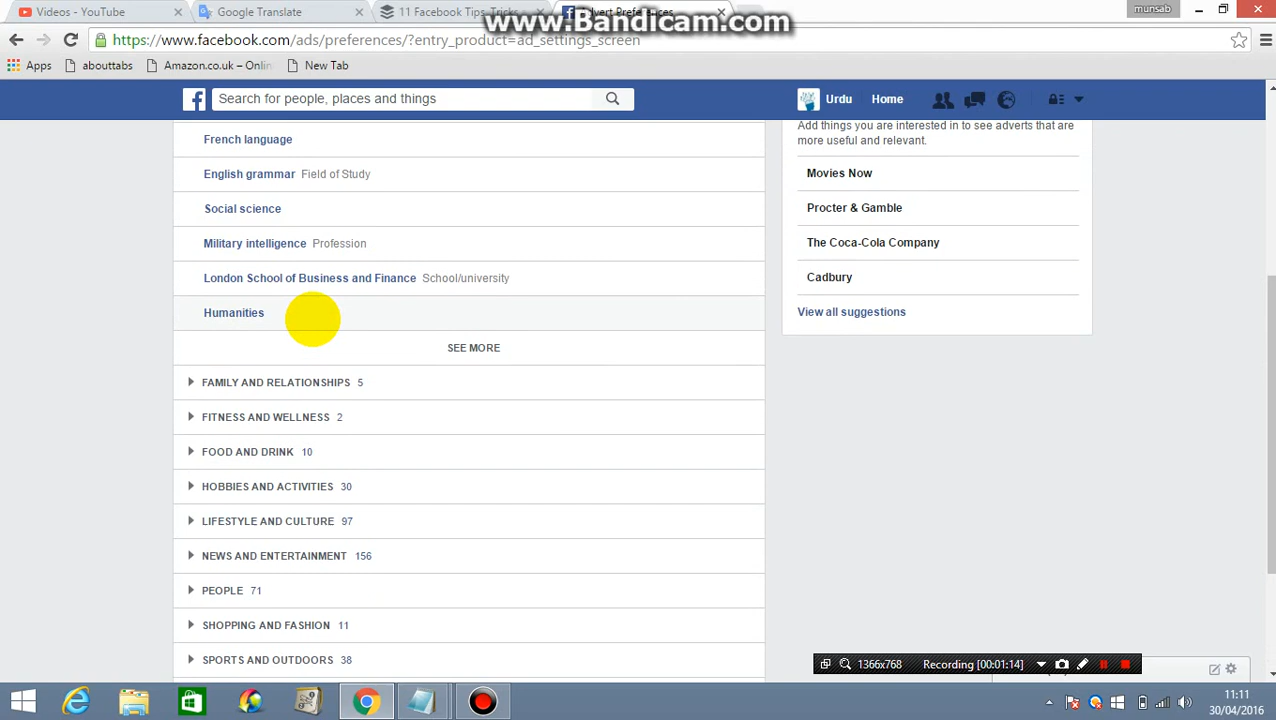 Videos - YouTube
Google Translate
11 Facebook Tips, Tricks
Advert Preferences
munsab
www.Bandicam.com
https://www.facebook.com/ads/preferences/?entry_product=ad_settings_screen
Apps
abouttabs
Amazon.co.uk – Onlin
New Tab
Search for people, places and things
Urdu
Home
French language
English grammar Field of Study
Social science
Military intelligence Profession
London School of Business and Finance School/university
Humanities
SEE MORE
FAMILY AND RELATIONSHIPS 5
FITNESS AND WELLNESS 2
FOOD AND DRINK 10
HOBBIES AND ACTIVITIES 30
LIFESTYLE AND CULTURE 97
NEWS AND ENTERTAINMENT 156
PEOPLE 71
SHOPPING AND FASHION 11
SPORTS AND OUTDOORS 38
Add things you are interested in to see adverts that are
more useful and relevant.
Movies Now
Procter & Gamble
The Coca-Cola Company
Cadbury
View all suggestions
1366x768
Recording [00:01:14]
11:11
30/04/2016